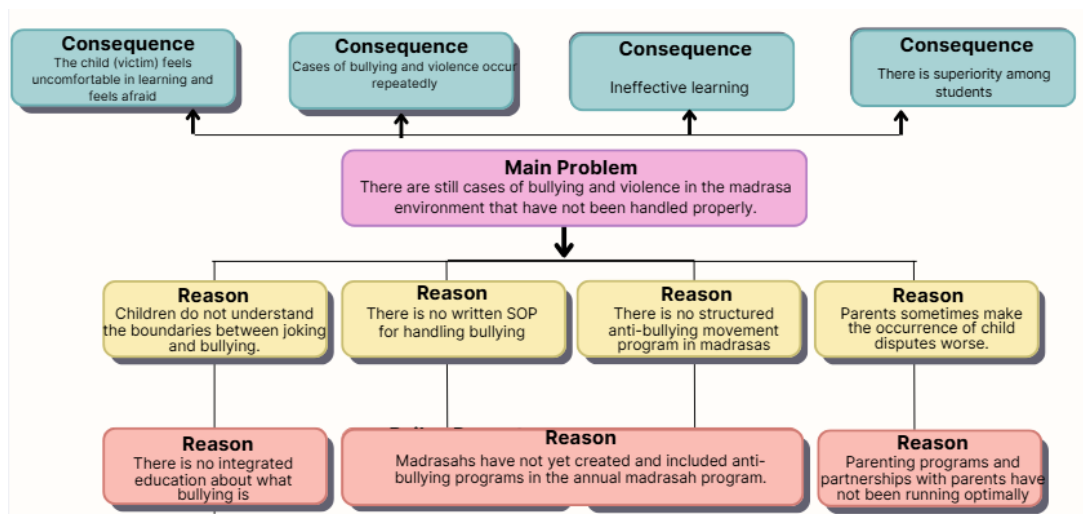 Consequence
The child (victim) feels
uncomfortable in learning and
feels afraid
Consequence
Cases of bullying and violence occur
repeatedly
Consequence
Ineffective learning
Consequence
There is superiority among
students
Main Problem
There are still cases of bullying and violence in the madrasa
environment that have not been handled properly.
Reason
Children do not understand
the boundaries between joking
and bullying.
Reason
There is no written SOP
for handling bullying
Reason
There is no structured
anti-bullying movement
program in madrasas
Reason
Parents sometimes make
the occurrence of child
disputes worse.
Reason
There is no integrated
education about what
bullying is
Reason
Madrasahs have not yet created and included anti-
bullying programs in the annual madrasah program.
Reason
Parenting programs and
partnerships with parents have
not been running optimally